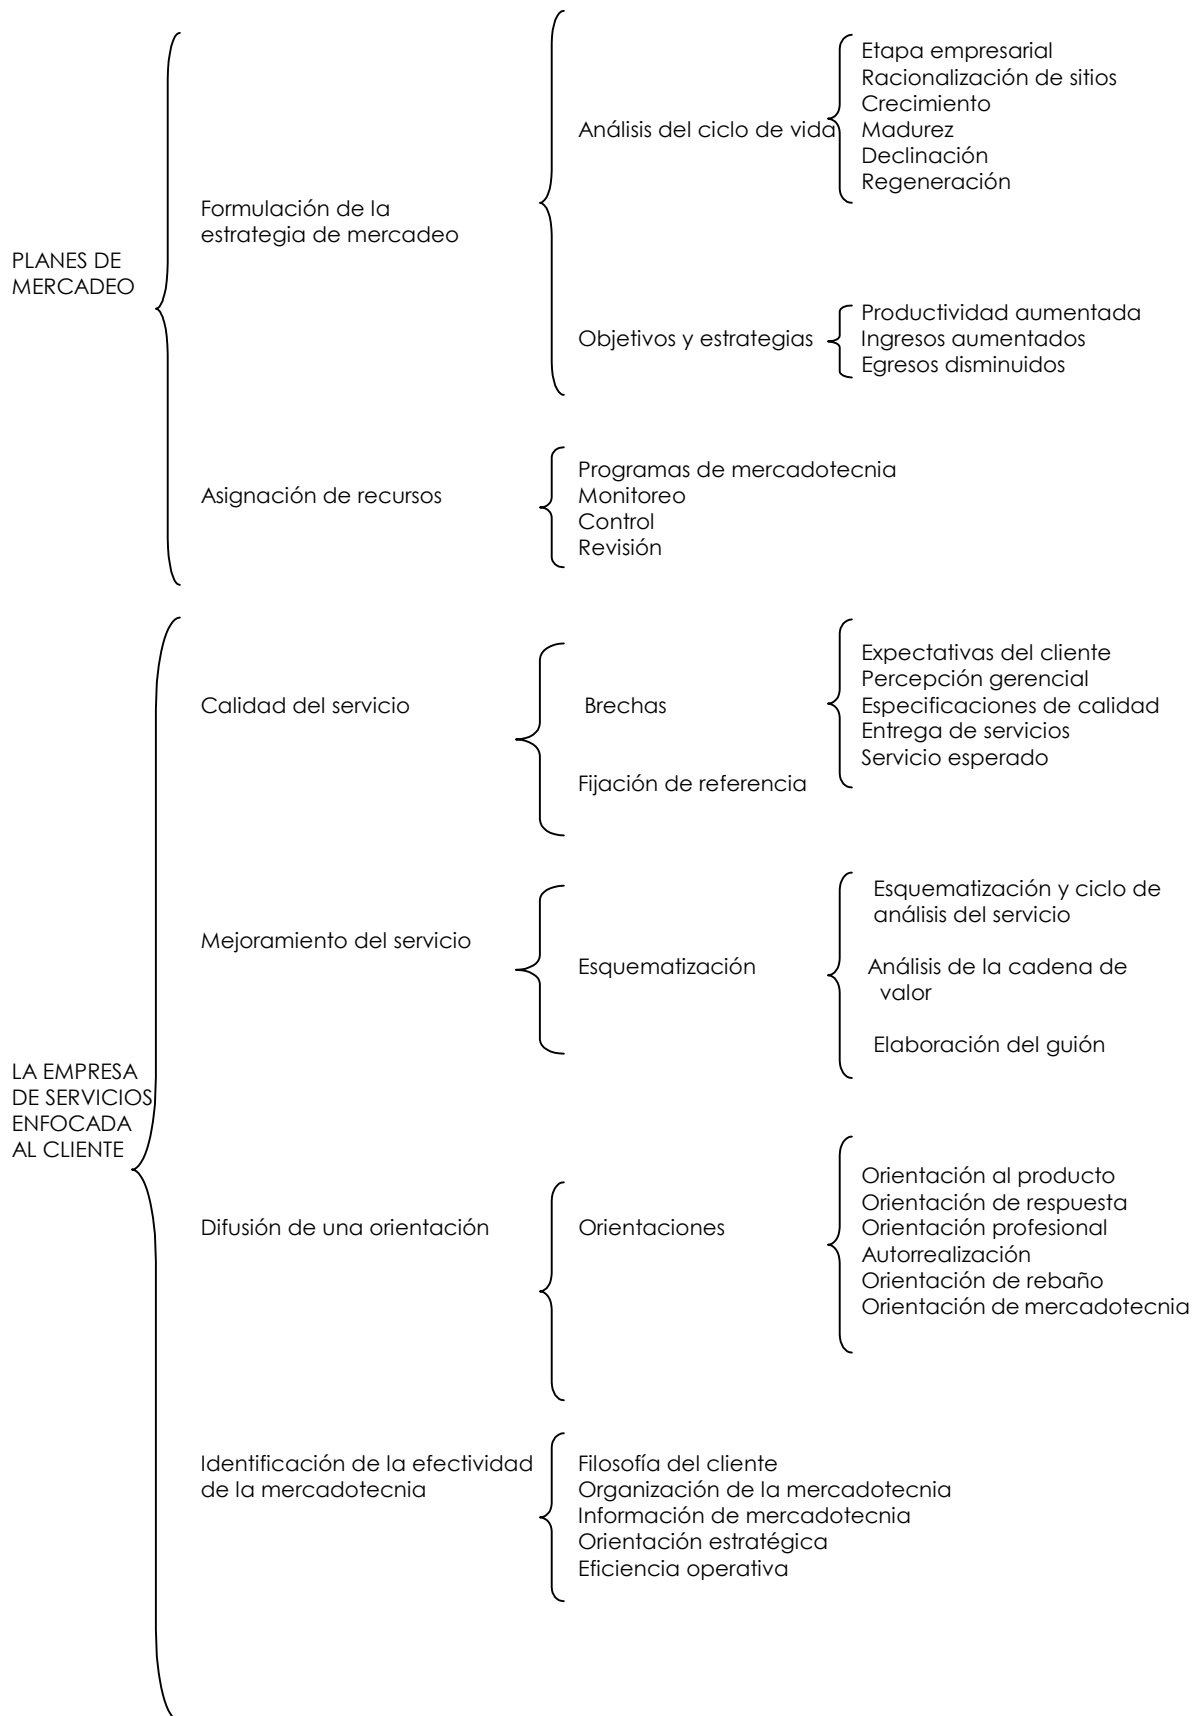 Etapa empresarial
Racionalización de sitios
Crecimiento
Análisis del ciclo de vida
Madurez
Declinación
Regeneración
Formulación de la
estrategia de mercadeo
PLANES DE
MERCADEO
Productividad aumentada
Objetivos y estrategias
Ingresos aumentados
Egresos disminuidos
Asignación de recursos
Programas de mercadotecnia
Monitoreo
Control
Revisión
Calidad del servicio
Brechas
Expectativas del cliente
Percepción gerencial
Especificaciones de calidad
Entrega de servicios
Servicio esperado
Fijación de referencia
Mejoramiento del servicio
Esquematización
Esquematización y ciclo de
análisis del servicio
Análisis de la cadena de
valor
Elaboración del guión
LA EMPRESA
DE SERVICIOS
ENFOCADA
AL CLIENTE
Difusión de una orientación
Orientaciones
Orientación al producto
Orientación de respuesta
Orientación profesional
Autorrealización
Orientación de rebaño
Orientación de mercadotecnia
Identificación de la efectividad
de la mercadotecnia
Filosofía del cliente
Organización de la mercadotecnia
Información de mercadotecnia
Orientación estratégica
Eficiencia operativa